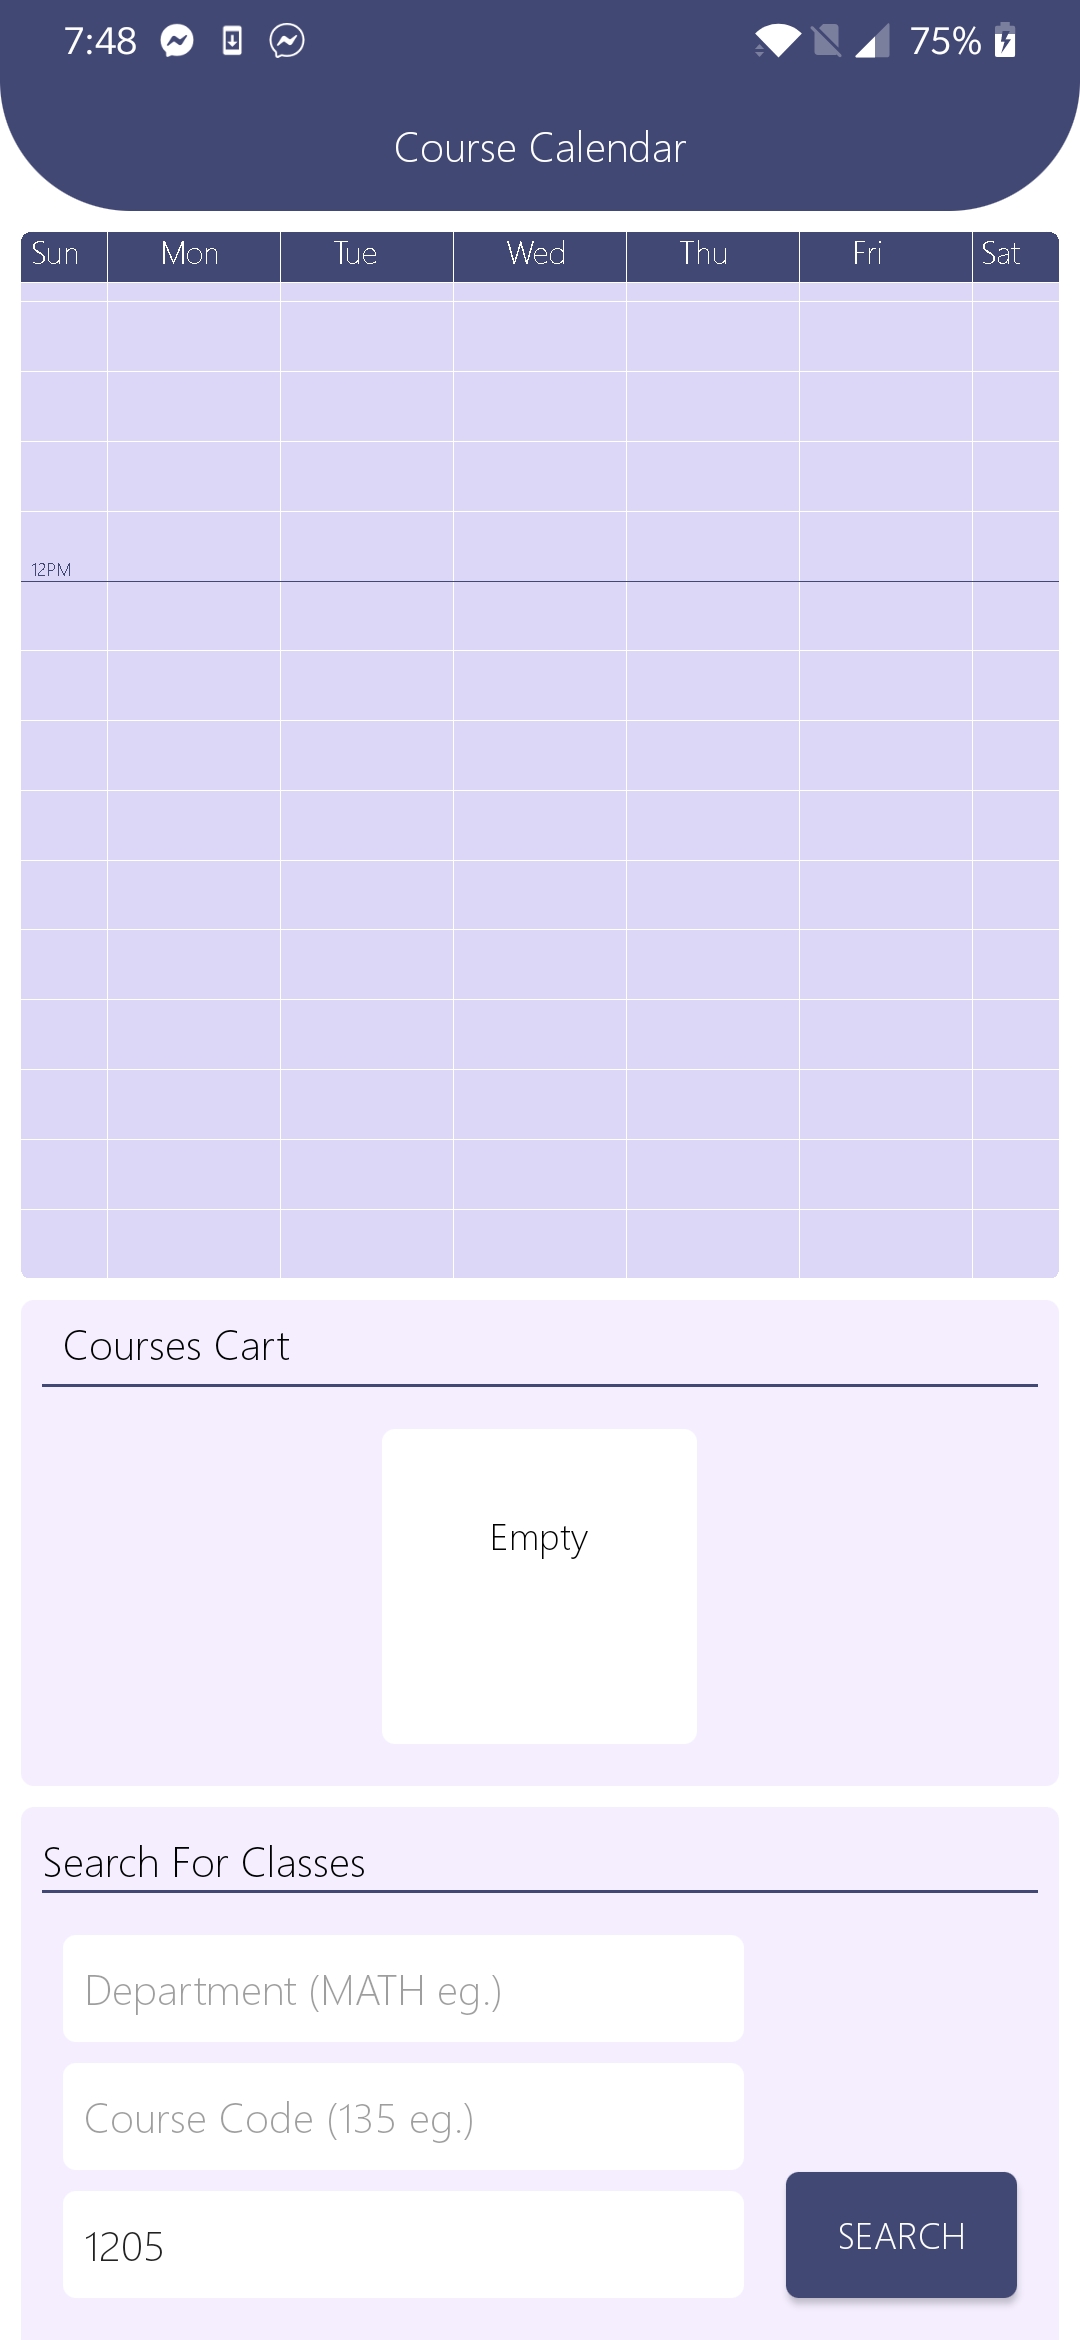 7:48 75%
Course Calendar
Sun Mon Tue Wed Thu Fri Sat
12PM
Courses Cart
Empty
Search For Classes
Department (MATH eg.)
Course Code (135 eg.)
1205
SEARCH